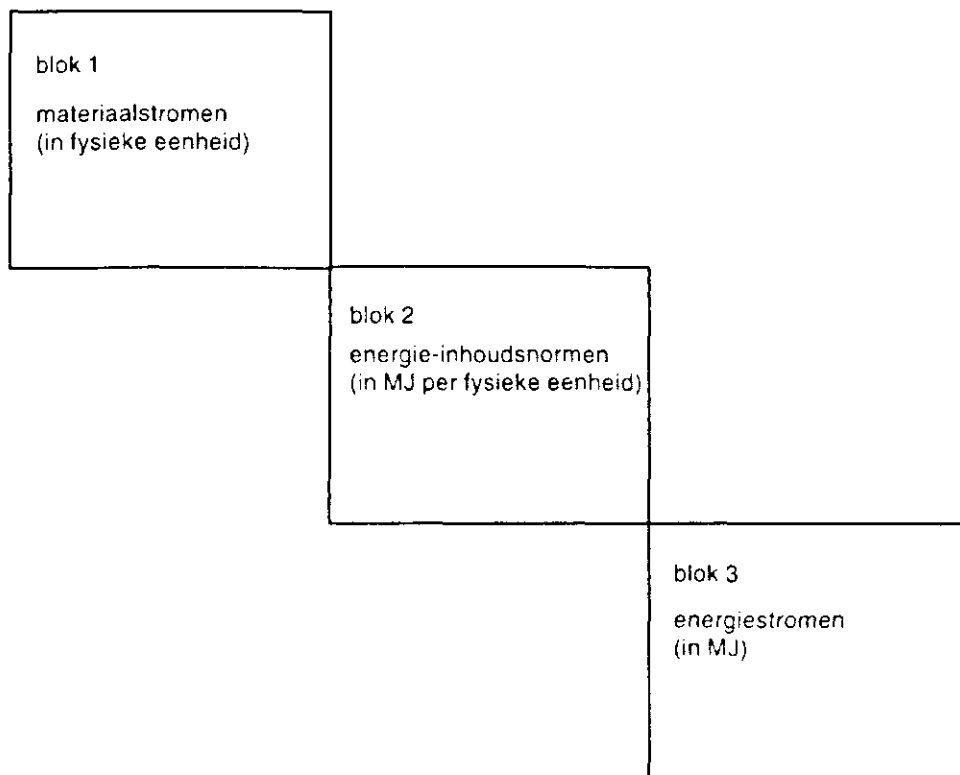 blok 1
materiaalstromen
(in fysieke eenheid)
blok 2
energie-inhoudsnormen
(in MJ per fysieke eenheid)
blok 3
energiestromen
(in MJ)